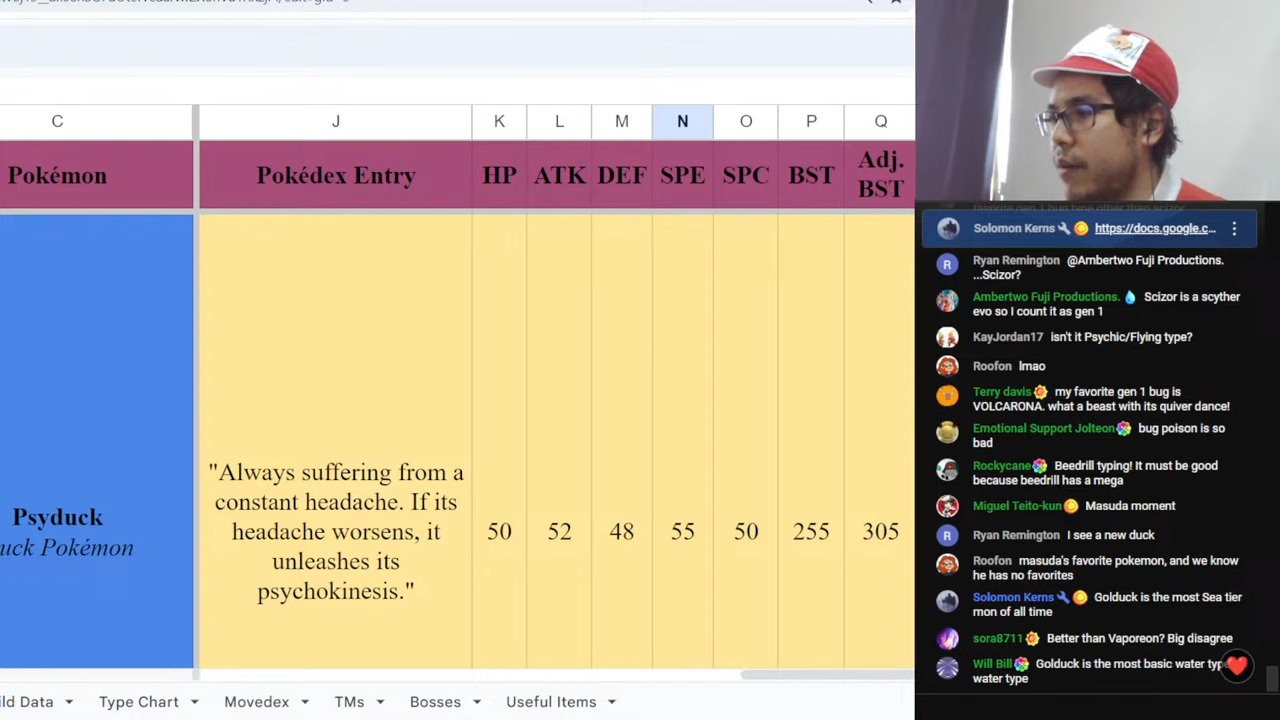 C J K L M N O P Q
Pokémon Pokédex Entry HP ATK DEF SPE SPC BST Adj. BST
"Always suffering from a
constant headache. If its
headache worsens, it
unleashes its
psychokinesis."
Psyduck
uck Pokémon
50 52 48 55 50 255 305
ild Data Type Chart Movedex TMs Bosses Useful Items
Solomon Kerns https://docs.google.c...
Ryan Remington @Ambertwo Fuji Productions.
...Scizor?
Ambertwo Fuji Productions. Scizor is a scyther
evo so I count it as gen 1
KayJordan17 isn't it Psychic/Flying type?
Roofon lmao
Terry davis my favorite gen 1 bug is
VOLCARONA. what a beast with its quiver dance!
Emotional Support Jolteon bug poison is so
bad
Rockycane Beedrill typing! It must be good
because beedrill has a mega
Miguel Teito-kun Masuda moment
Ryan Remington I see a new duck
Roofon masuda's favorite pokemon, and we know
he has no favorites
Solomon Kerns Golduck is the most Sea tier
mon of all time
sora8711 Better than Vaporeon? Big disagree
Will Bill Golduck is the most basic water type
water type